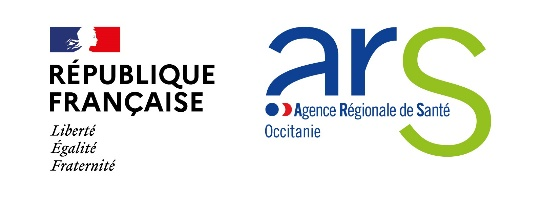 RÉPUBLIQUE
FRANÇAISE
Liberté
Égalité
Fraternité
ars
Agence Régionale de Santé
Occitanie